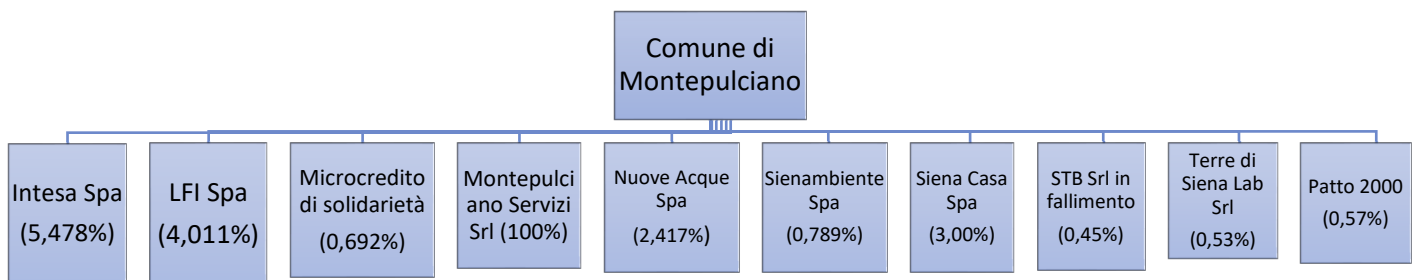 Comune di
Montepulciano
Intesa Spa
(5,478%)
LFI Spa
(4,011%)
Microcredito
di solidarietà
(0,692%)
Montepulci
ano Servizi
Srl (100%)
Nuove Acque
Spa
(2,417%)
Sienambiente
Spa
(0,789%)
Siena Casa
Spa
(3,00%)
STB Srl in
fallimento
(0,45%)
Terre di
Siena Lab
Srl
(0,53%)
Patto 2000
(0,57%)